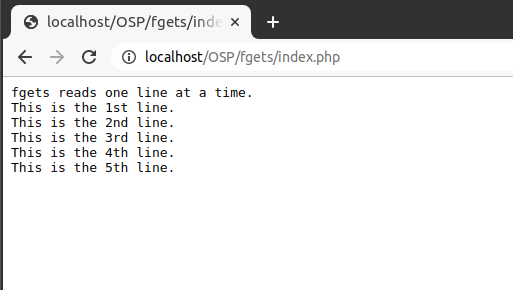 localhost/OSP/fgets/inde
localhost/OSP/fgets/index.php
fgets reads one line at a time.
This is the 1st line.
This is the 2nd line.
This is the 3rd line.
This is the 4th line.
This is the 5th line.